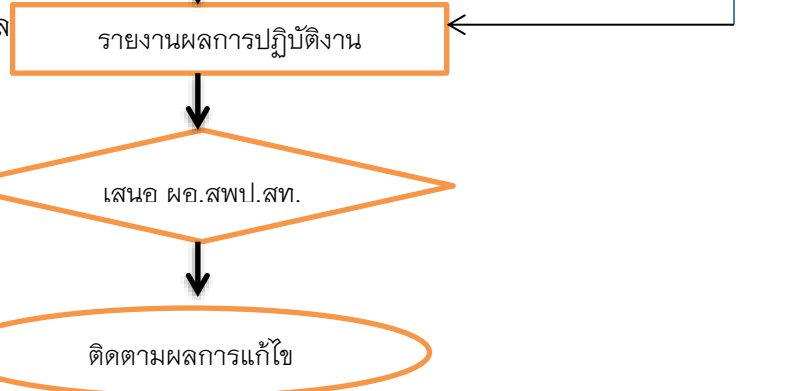 ล
รายงานผลการปฏิบัติงาน
เสนอ ผอ.สพป.สท.
ติดตามผลการแก้ไข